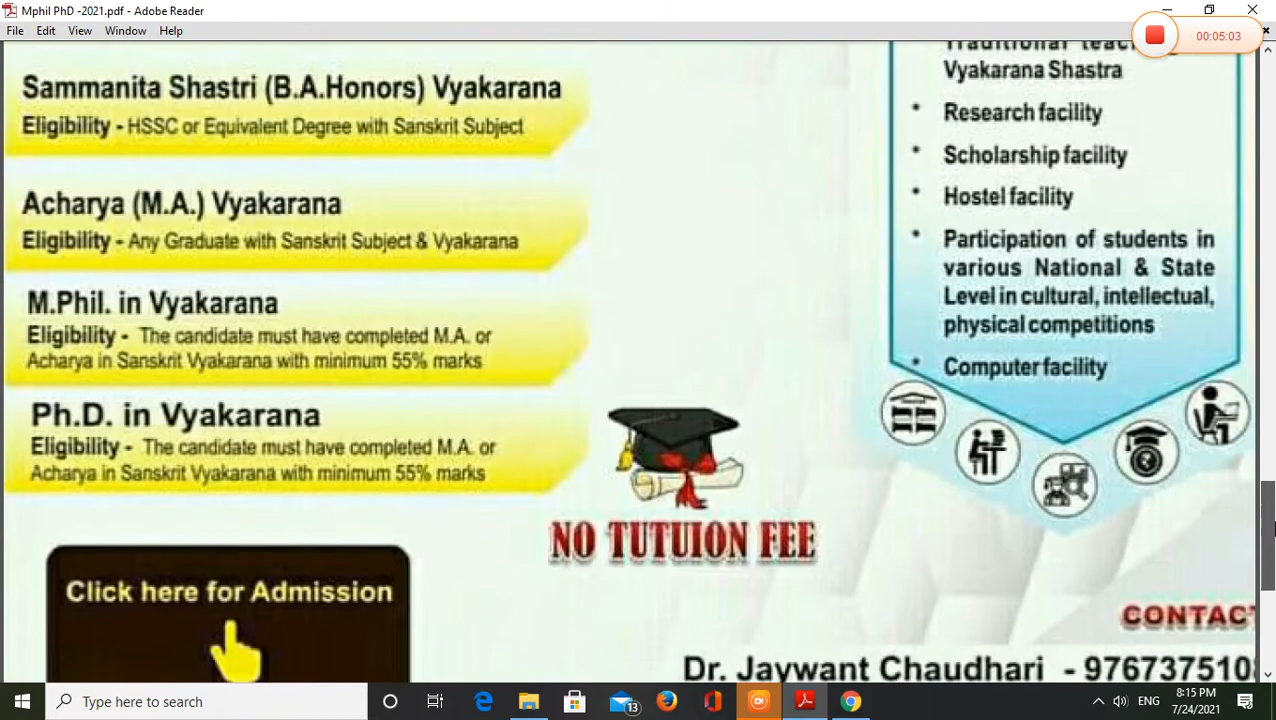 Mphil PhD -2021.pdf - Adobe Reader
File Edit View Window Help
00:05:03
Sammanita Shastri (B.A.Honors) Vyakarana
Eligibility - HSSC or Equivalent Degree with Sanskrit Subject
Acharya (M.A.) Vyakarana
Eligibility - Any Graduate with Sanskrit Subject & Vyakarana
M.Phil. in Vyakarana
Eligibility - The candidate must have completed M.A. or
Acharya in Sanskrit Vyakarana with minimum 55% marks
Ph.D. in Vyakarana
Eligibility - The candidate must have completed M.A. or
Acharya in Sanskrit Vyakarana with minimum 55% marks
Traditional
Vyakarana Shastra
* Research facility
* Scholarship facility
* Hostel facility
* Participation of students in
various National & State
Level in cultural, intellectual,
physical competitions
* Computer facility
NO TUTUION FEE
Click here for Admission
CONTACT
Dr. Jaywant Chaudhari - 9767375108
Type here to search
13
ENG
8:15 PM
7/24/2021